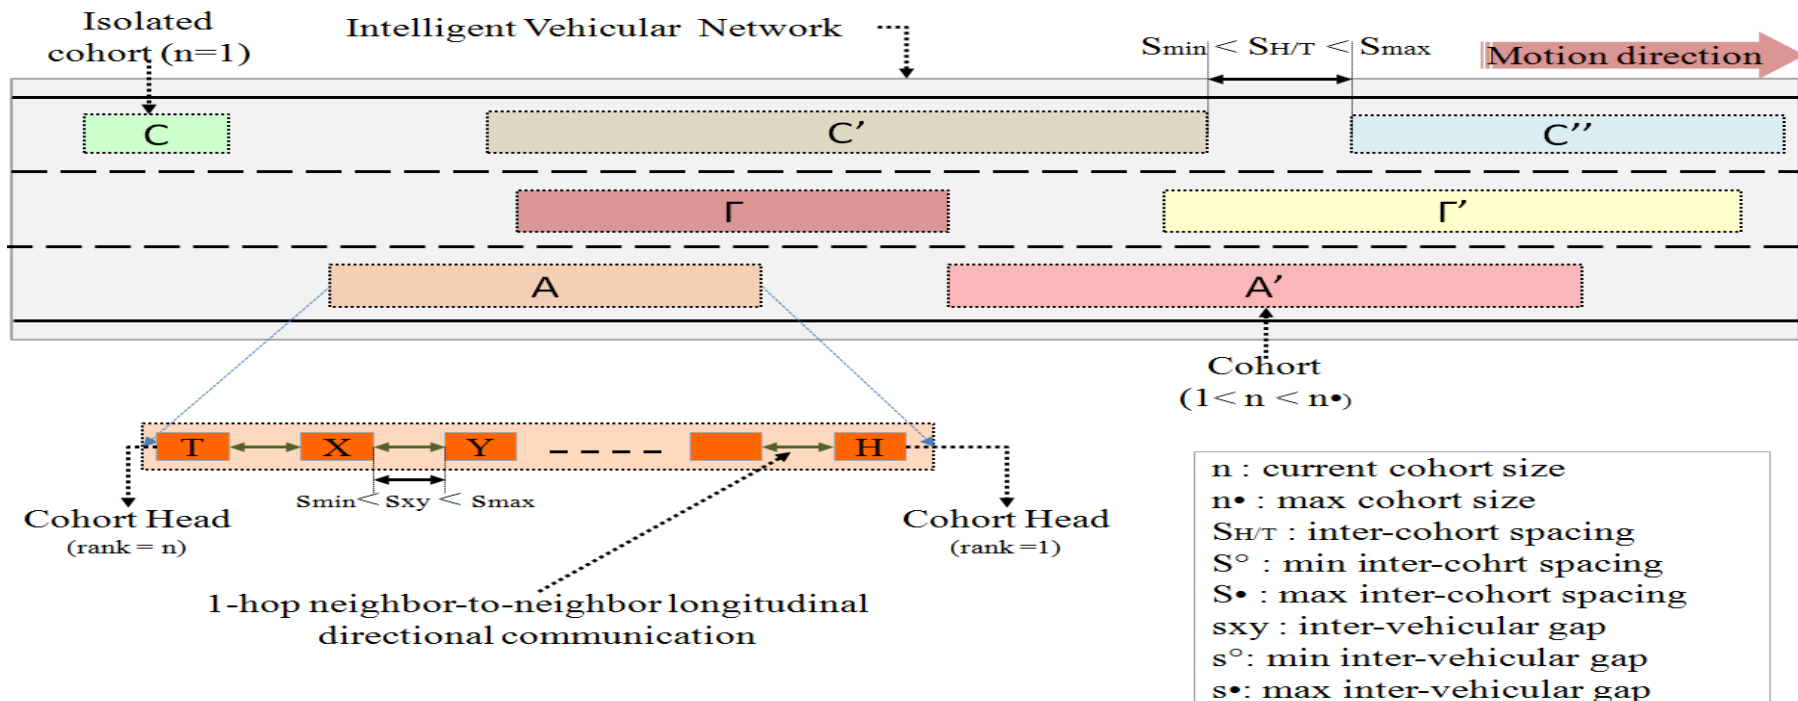 Isolated
cohort (n=1)
Intelligent Vehicular Network
Smin < SH/T < Smax
Motion direction
C
C’
C’’
Γ
Γ’
A
A’
Cohort
(1< n < n•)
T
X
Y
H
smin< sxy < smax
Cohort Head
(rank = n)
Cohort Head
(rank =1)
1-hop neighbor-to-neighbor longitudinal
directional communication
n : current cohort size
n• : max cohort size
SH/T : inter-cohort spacing
S° : min inter-cohrt spacing
S• : max inter-cohort spacing
sxy : inter-vehicular gap
s°: min inter-vehicular gap
s•: max inter-vehicular gap